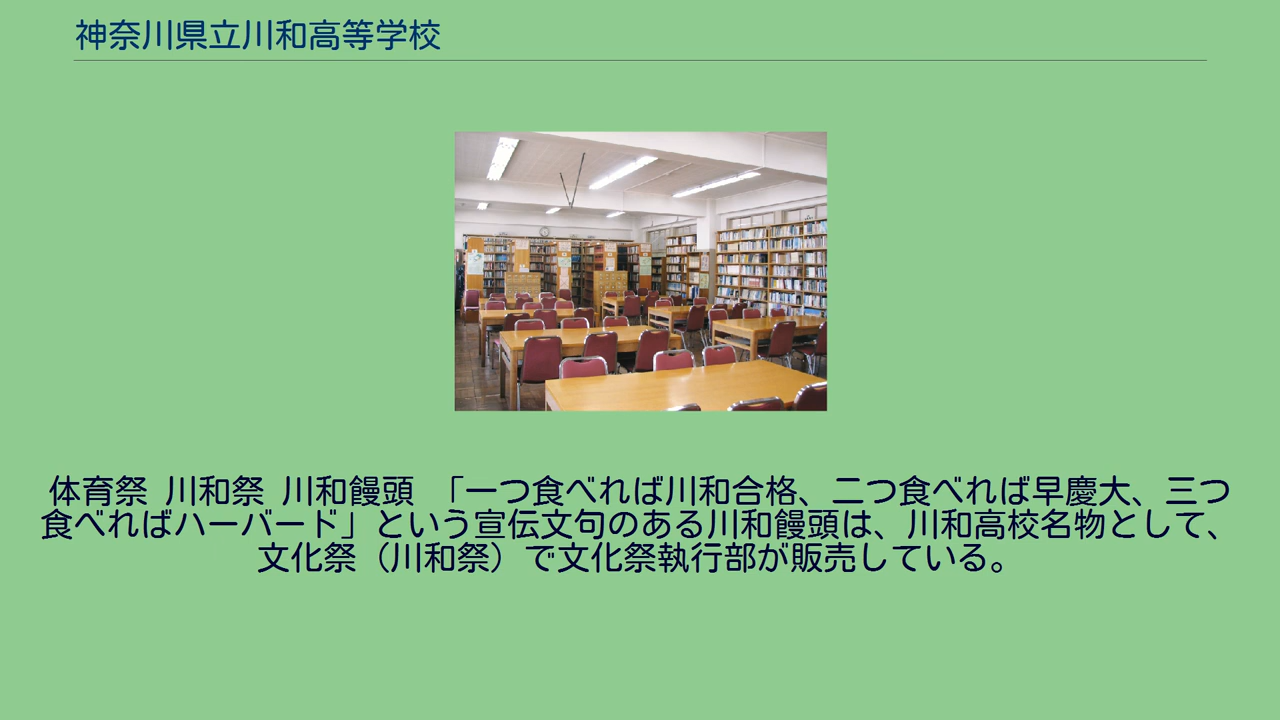 神奈川県立川和高等学校
体育祭 川和祭 川和饅頭 「一つ食べれば川和合格、二つ食べれば早慶大、三つ
食べればハーバード」という宣伝文句のある川和饅頭は、川和高校名物として、
文化祭（川和祭）で文化祭執行部が販売している。